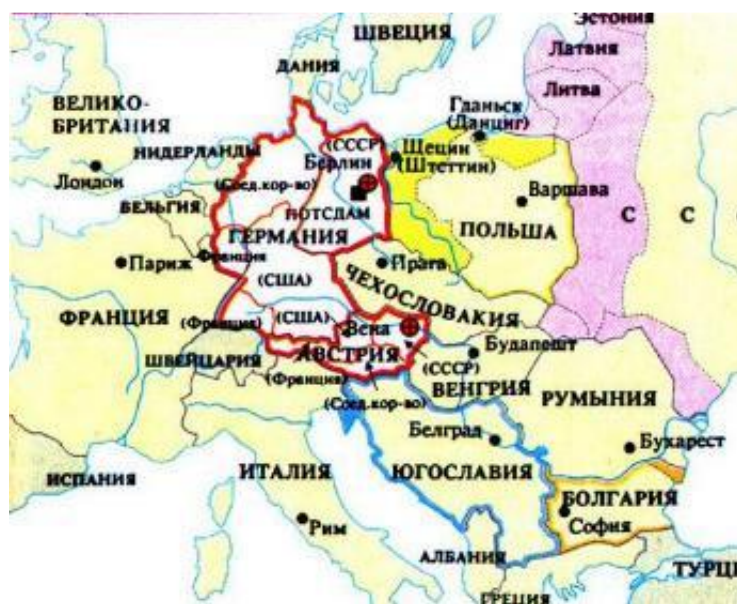 Эстония
ШВЕЦИЯ
ДАНИЯ
Латвия
Литва
ВЕЛИКО-
БРИТАНИЯ
Лондон
НИДЕРЛАНДЫ
(СССР)
Берлин
Гданьск
(Данциг)
Щецин
(Штеттин)
(Соед.кор-во)
ПОТСДАМ
БЕЛЬГИЯ
Варшава
ПОЛЬША
С
С
ГЕРМАНИЯ
Франция
Париж
(США)
Прага
ЧЕХОСЛОВАКИЯ
ФРАНЦИЯ
(Франция)
(США)
Вена
ШВЕЙЦАРИЯ
АВСТРИЯ
(Франция)
(СССР)
Будапешт
ВЕНГРИЯ
(Соед.кор-во)
РУМЫНИЯ
Белград
Бухарест
ИСПАНИЯ
ИТАЛИЯ
ЮГОСЛАВИЯ
БОЛГАРИЯ
София
Рим
АЛБАНИЯ
ТУРЦ
ГРЕЦИЯ